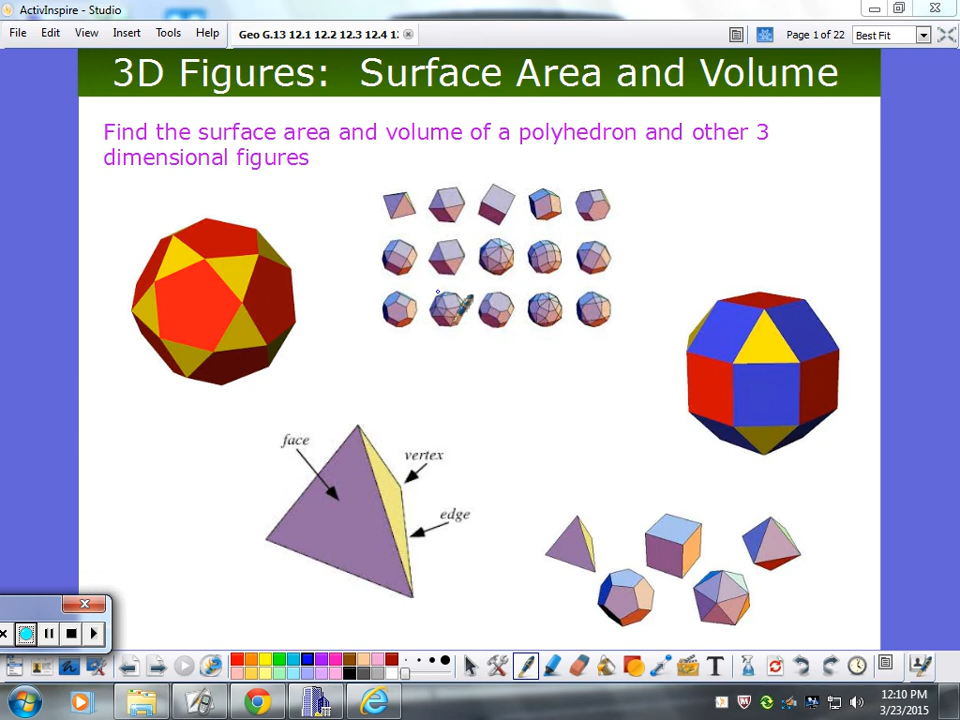 ActivInspire - Studio
File Edit View Insert Tools Help
Geo G.13 12.1 12.2 12.3 12.4 1
Page 1 of 22
Best Fit
3D Figures: Surface Area and Volume
Find the surface area and volume of a polyhedron and other 3
dimensional figures
face
vertex
edge
T
12:10 PM
3/23/2015